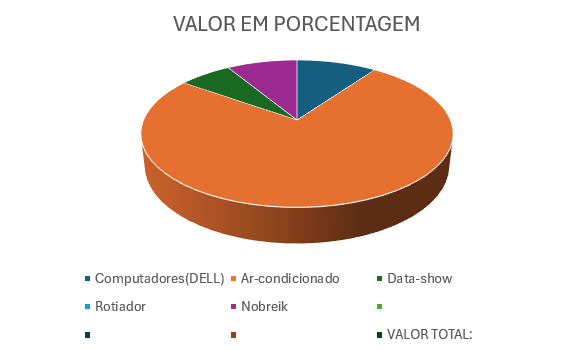 VALOR EM PORCENTAGEM
Computadores(DELL) Ar-condicionado Data-show
Rotiador Nobreik
VALOR TOTAL: